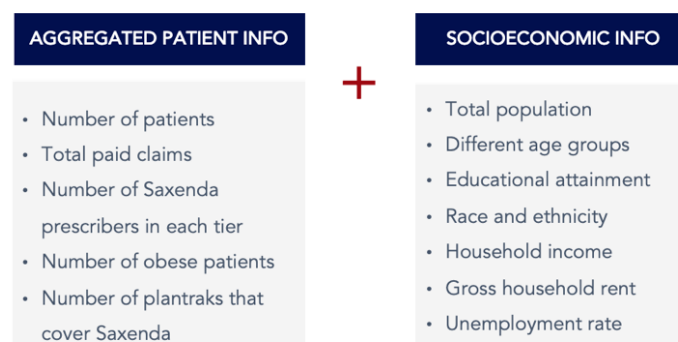 AGGREGATED PATIENT INFO
• Number of patients
• Total paid claims
• Number of Saxenda
prescribers in each tier
• Number of obese patients
• Number of plantraks that
cover Saxenda
+
SOCIOECONOMIC INFO
• Total population
• Different age groups
• Educational attainment
• Race and ethnicity
• Household income
• Gross household rent
• Unemployment rate